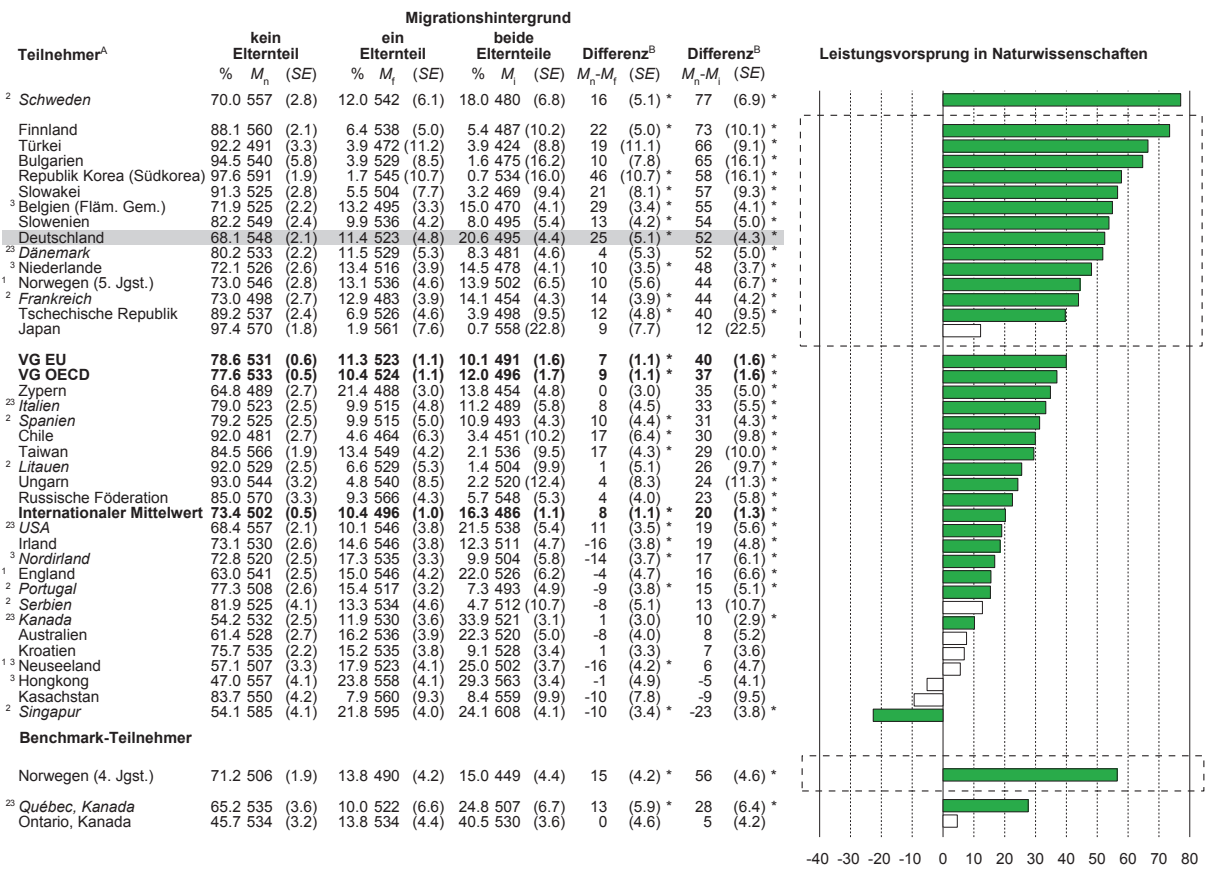 Migrationshintergrund
kein ein beide
Teilnehmer^A Elternteil Elternteil Elternteile Differenz^B Differenz^B Leistungsvorsprung in Naturwissenschaften
% M_n (SE) % M_f (SE) % M_i (SE) M_n-M_f (SE) M_n-M_i (SE)
2 Schweden 70.0 557 (2.8) 12.0 542 (6.1) 18.0 480 (6.8) 16 (5.1) * 77 (6.9) *
Finnland 88.1 560 (2.1) 6.4 538 (5.0) 5.4 487 (10.2) 22 (5.0) * 73 (10.1) *
Türkei 92.2 491 (3.3) 3.9 472 (11.2) 3.9 424 (8.8) 19 (11.1) 66 (9.1) *
Bulgarien 94.5 540 (5.8) 3.9 529 (8.5) 1.6 475 (16.2) 10 (7.8) 65 (16.1) *
Republik Korea (Südkorea) 97.6 591 (1.9) 1.7 545 (10.7) 0.7 534 (16.0) 46 (10.7) * 58 (16.1) *
Slowakei 91.3 525 (2.8) 5.5 504 (7.7) 3.2 469 (9.4) 21 (8.1) * 57 (9.3) *
3 Belgien (Fläm. Gem.) 71.9 525 (2.2) 13.2 495 (3.3) 15.0 470 (4.1) 29 (3.4) * 55 (4.1) *
Slowenien 82.2 549 (2.4) 9.9 536 (4.2) 8.0 495 (5.4) 13 (4.2) * 54 (5.0) *
Deutschland 68.1 548 (2.1) 11.4 523 (4.8) 20.6 495 (4.4) 25 (5.1) * 52 (4.3) *
23 Dänemark 80.2 533 (2.2) 11.5 529 (5.3) 8.3 481 (4.6) 4 (5.3) 52 (5.0) *
3 Niederlande 72.1 526 (2.6) 13.4 516 (3.9) 14.5 478 (4.1) 10 (3.5) * 48 (3.7) *
1 Norwegen (5. Jgst.) 73.0 546 (2.8) 13.1 536 (4.6) 13.9 502 (6.5) 10 (5.6) 44 (6.7) *
2 Frankreich 73.0 498 (2.7) 12.9 483 (3.9) 14.1 454 (4.3) 14 (3.9) * 44 (4.2) *
Tschechische Republik 89.2 537 (2.4) 6.9 526 (4.6) 3.9 498 (9.5) 12 (4.8) * 40 (9.5) *
Japan 97.4 570 (1.8) 1.9 561 (7.6) 0.7 558 (22.8) 9 (7.7) 12 (22.5)
VG EU 78.6 531 (0.6) 11.3 523 (1.1) 10.1 491 (1.6) 7 (1.1) * 40 (1.6) *
VG OECD 77.6 533 (0.5) 10.4 524 (1.1) 12.0 496 (1.7) 9 (1.1) * 37 (1.6) *
Zypern 64.8 489 (2.7) 21.4 488 (3.0) 13.8 454 (4.8) 0 (3.0) 35 (5.0) *
23 Italien 79.0 523 (2.5) 9.9 515 (4.8) 11.2 489 (5.8) 8 (4.5) 33 (5.5) *
2 Spanien 79.2 525 (2.5) 9.9 515 (5.0) 10.9 493 (4.3) 10 (4.4) * 31 (4.3) *
Chile 92.0 481 (2.7) 4.6 464 (6.3) 3.4 451 (10.2) 17 (6.4) * 30 (9.8) *
Taiwan 84.5 566 (1.9) 13.4 549 (4.2) 2.1 536 (9.5) 17 (4.3) * 29 (10.0) *
2 Litauen 92.0 529 (2.5) 6.6 529 (5.3) 1.4 504 (9.9) 1 (5.1) 26 (9.7) *
Ungarn 93.0 544 (3.2) 4.8 540 (8.5) 2.2 520 (12.4) 4 (8.3) 24 (11.3) *
Russische Föderation 85.0 570 (3.3) 9.3 566 (4.3) 5.7 548 (5.3) 4 (4.0) 23 (5.8) *
Internationaler Mittelwert 73.4 502 (0.5) 10.4 496 (1.0) 16.3 486 (1.1) 8 (1.1) * 20 (1.3) *
23 USA 68.4 557 (2.1) 10.1 546 (3.8) 21.5 538 (5.4) 11 (3.5) * 19 (5.6) *
Irland 73.1 530 (2.6) 14.6 546 (3.8) 12.3 511 (4.7) -16 (3.8) * 19 (4.8) *
3 Nordirland 72.8 520 (2.5) 17.3 535 (3.3) 9.9 504 (5.8) -14 (3.7) * 17 (6.1) *
1 England 63.0 541 (2.5) 15.0 546 (4.2) 22.0 526 (6.2) -4 (4.7) 16 (6.6) *
2 Portugal 77.3 508 (2.6) 15.4 517 (3.2) 7.3 493 (4.9) -9 (3.8) * 15 (5.1) *
2 Serbien 81.9 525 (4.1) 13.3 534 (4.6) 4.7 512 (10.7) -8 (5.1) 13 (10.7)
23 Kanada 54.2 532 (2.5) 11.9 530 (3.6) 33.9 521 (3.1) 1 (3.0) 10 (2.9) *
Australien 61.4 528 (2.7) 16.2 536 (3.9) 22.3 520 (5.0) -8 (4.0) 8 (5.2)
Kroatien 75.7 535 (2.2) 15.2 535 (3.8) 9.1 528 (3.4) 1 (3.3) 7 (3.6)
1 3 Neuseeland 57.1 507 (3.3) 17.9 523 (4.1) 25.0 502 (3.7) -16 (4.2) * 6 (4.7)
3 Hongkong 47.0 557 (4.1) 23.8 558 (4.1) 29.3 563 (3.4) -1 (4.9) -5 (4.1)
Kasachstan 83.7 550 (4.2) 7.9 560 (9.3) 8.4 559 (9.9) -10 (7.8) -9 (9.5)
2 Singapur 54.1 585 (4.1) 21.8 595 (4.0) 24.1 608 (4.1) -10 (3.4) * -23 (3.8) *
Benchmark-Teilnehmer
Norwegen (4. Jgst.) 71.2 506 (1.9) 13.8 490 (4.2) 15.0 449 (4.4) 15 (4.2) * 56 (4.6) *
23 Québec, Kanada 65.2 535 (3.6) 10.0 522 (6.6) 24.8 507 (6.7) 13 (5.9) * 28 (6.4) *
Ontario, Kanada 45.7 534 (3.2) 13.8 534 (4.4) 40.5 530 (3.6) 0 (4.6) 5 (4.2)
-40 -30 -20 -10 0 10 20 30 40 50 60 70 80